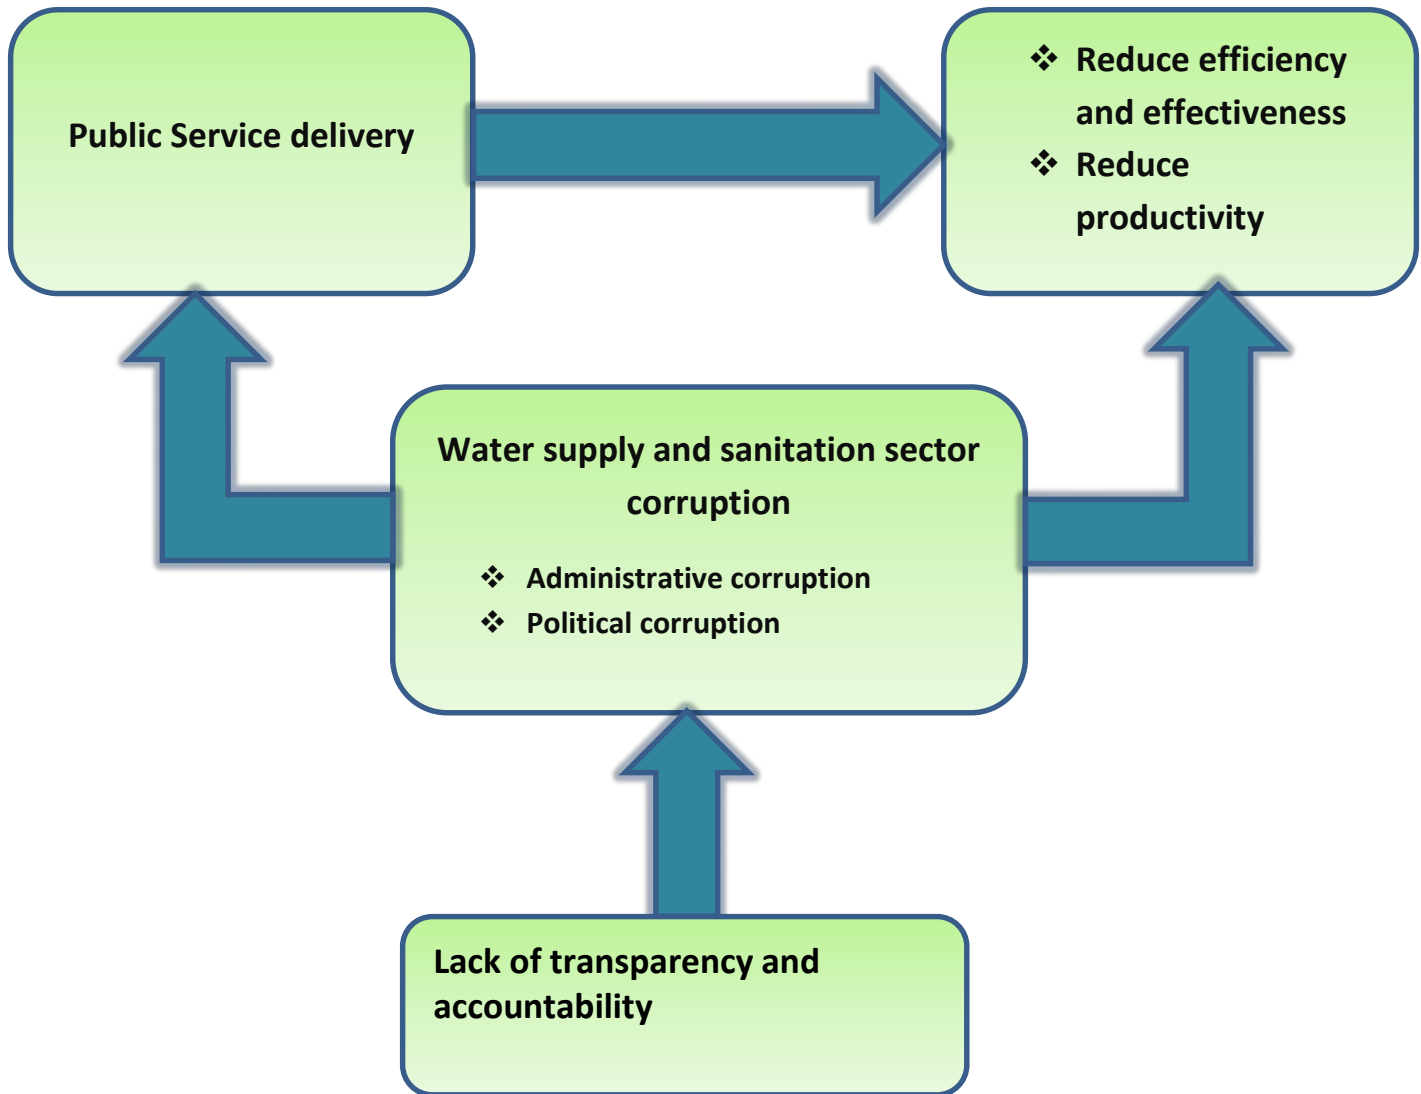 Public Service delivery
❖ Reduce efficiency
and effectiveness
❖ Reduce
productivity
Water supply and sanitation sector
corruption
❖ Administrative corruption
❖ Political corruption
Lack of transparency and
accountability